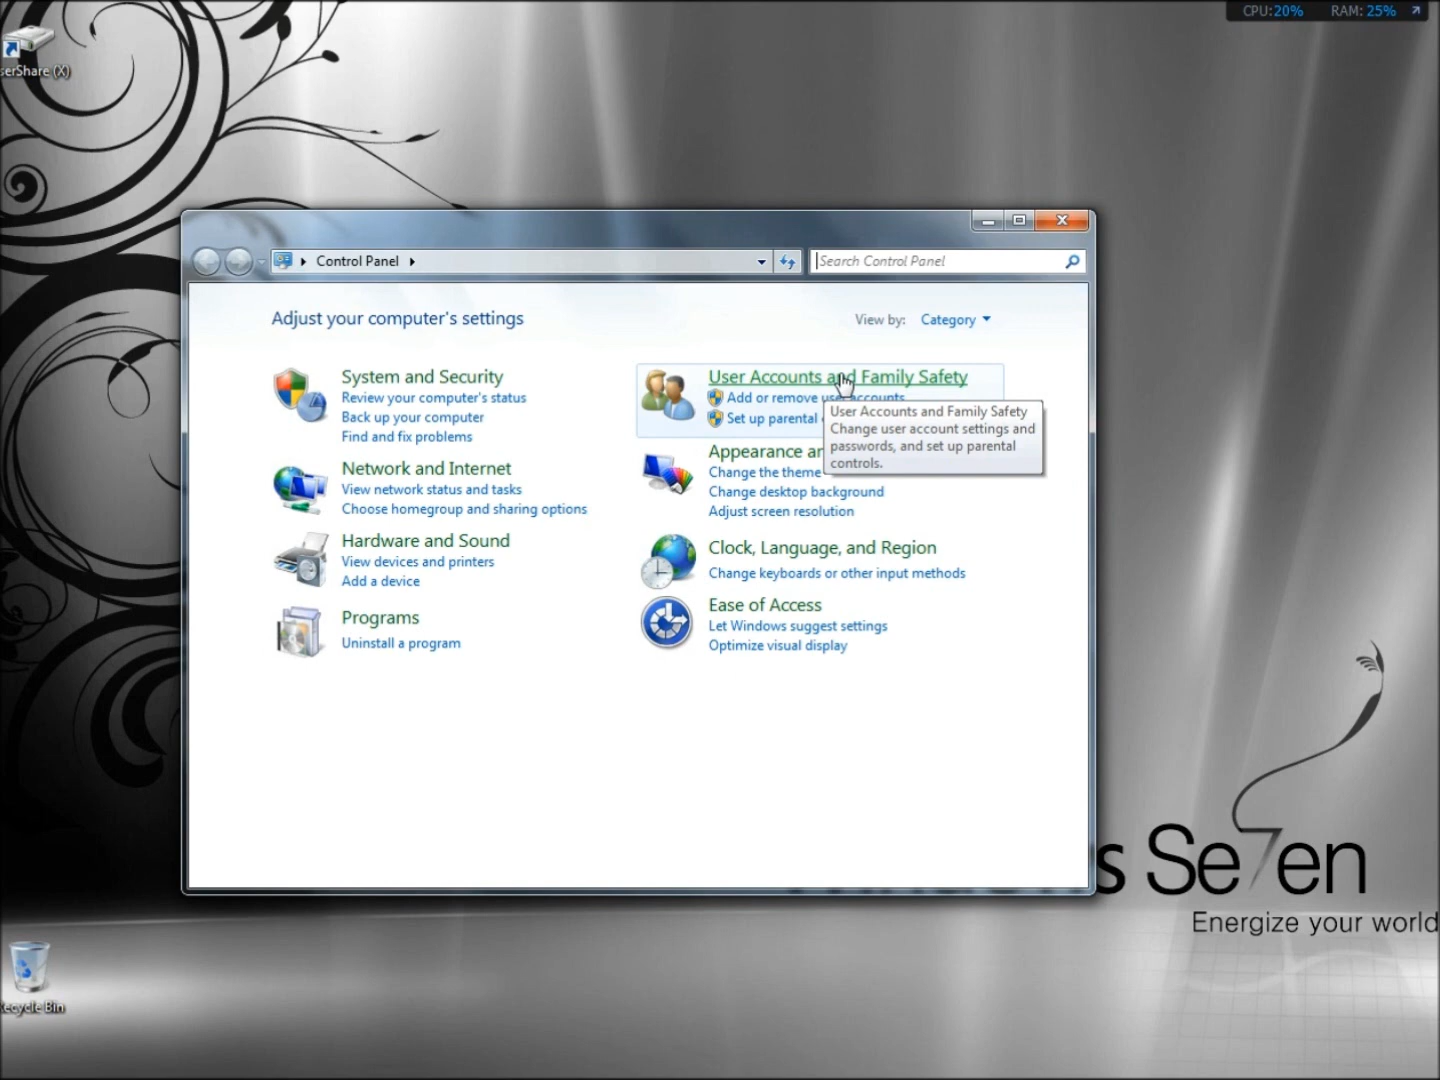 CPU:20% RAM: 25%
serShare (X)
Control Panel
Search Control Panel
Adjust your computer's settings
View by: Category
System and Security
Review your computer's status
Back up your computer
Find and fix problems
Network and Internet
View network status and tasks
Choose homegroup and sharing options
Hardware and Sound
View devices and printers
Add a device
Programs
Uninstall a program
User Accounts and Family Safety
Add or remove user accounts
Set up parental
User Accounts and Family Safety
Change user account settings and
passwords, and set up parental
controls.
Appearance an
Change the theme
Change desktop background
Adjust screen resolution
Clock, Language, and Region
Change keyboards or other input methods
Ease of Access
Let Windows suggest settings
Optimize visual display
s Se7en
Energize your world
Recycle Bin